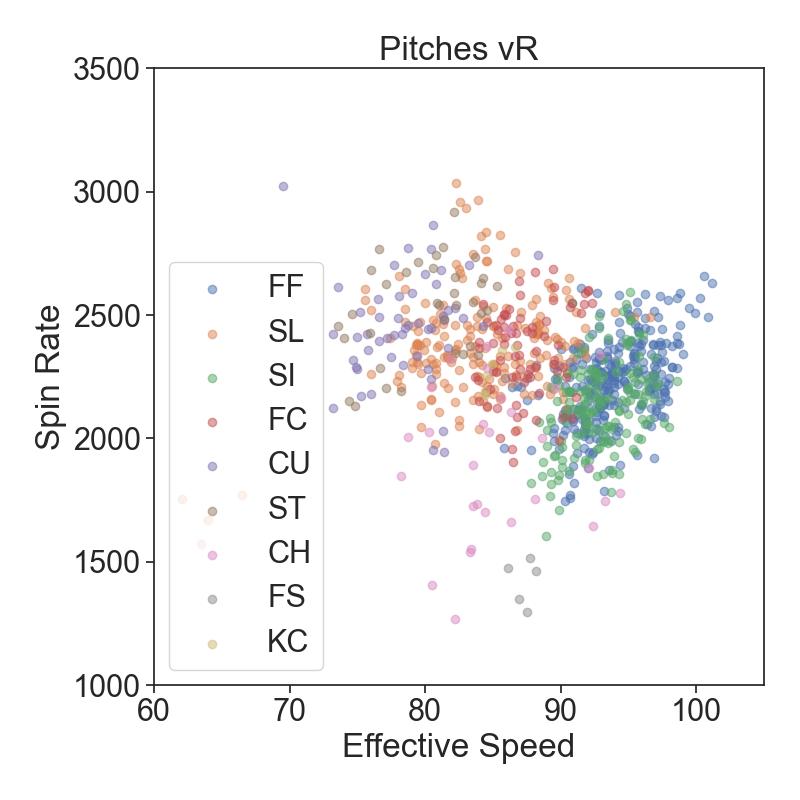 Pitches vR
3500
3000
2500
2000
1500
1000
Spin Rate
FF
SL
SI
FC
CU
ST
CH
FS
KC
60 70 80 90 100
Effective Speed